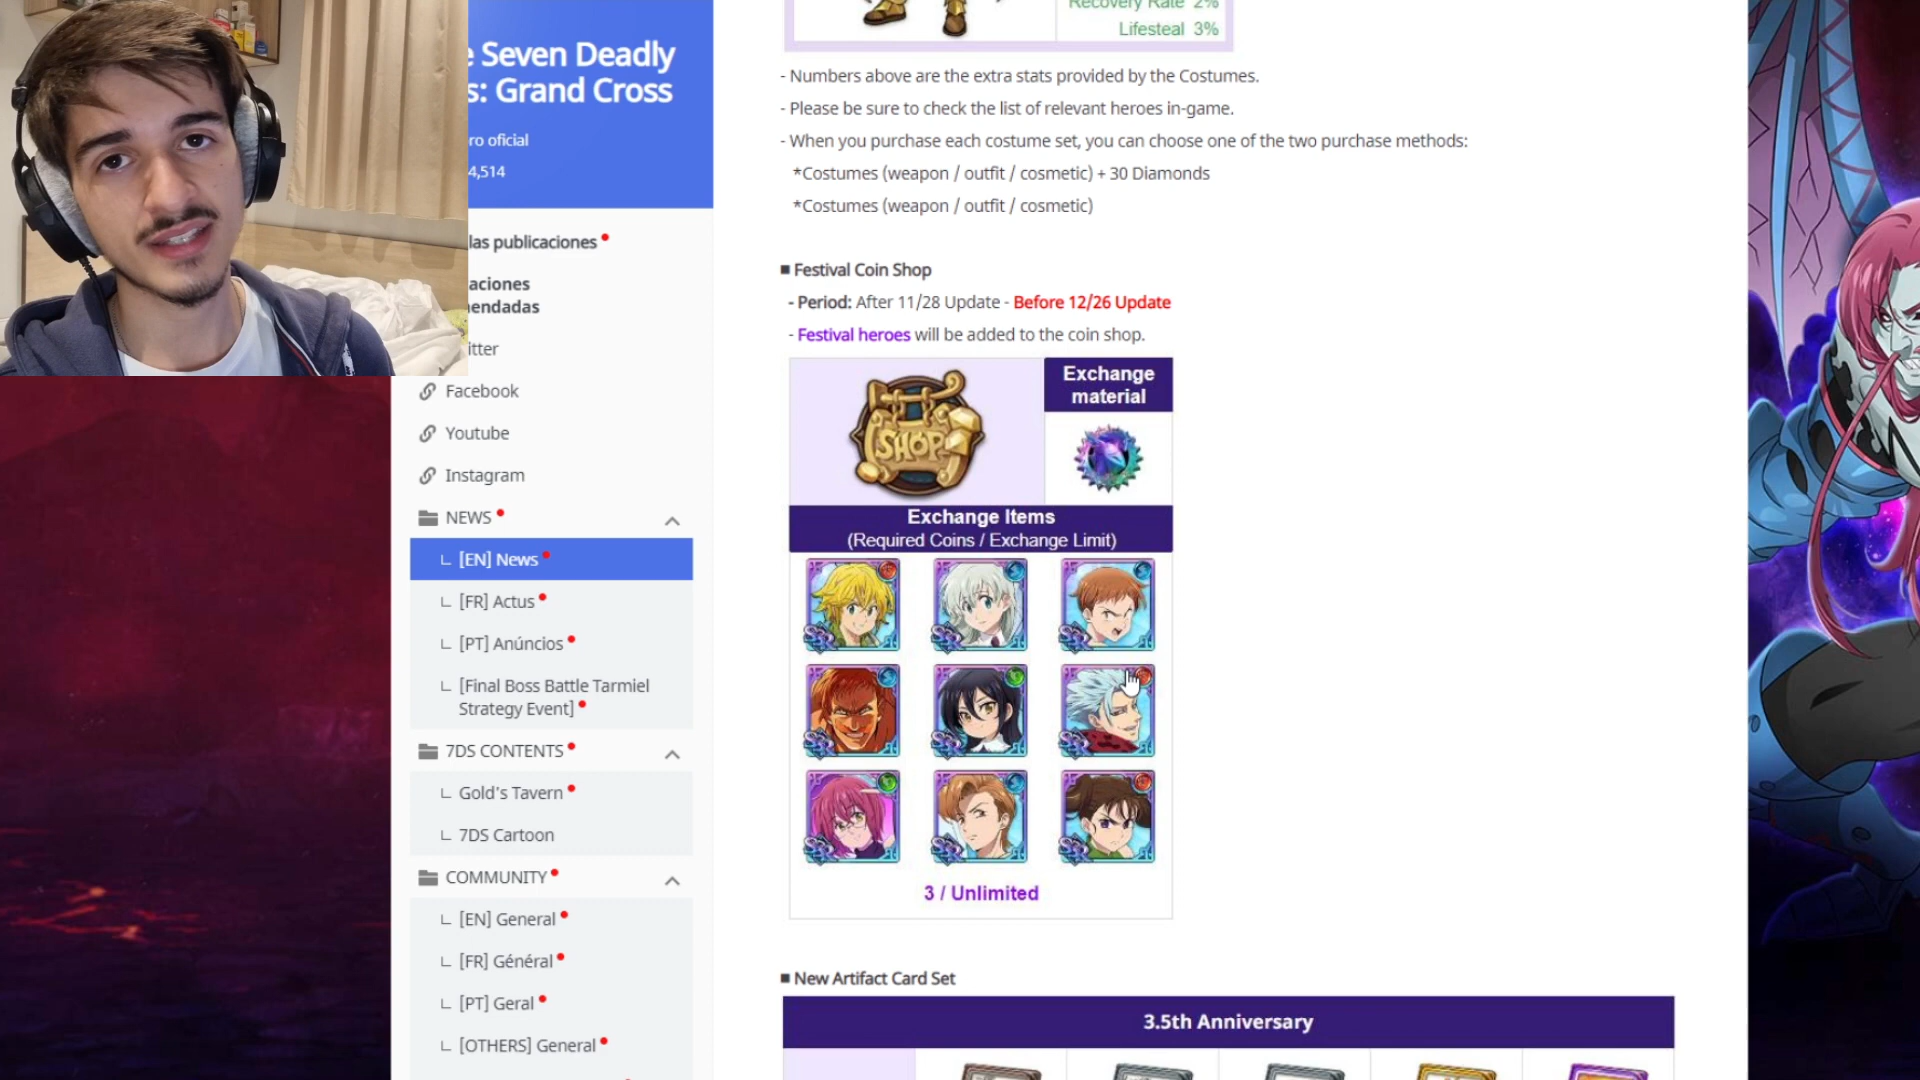 Seven Deadly
s: Grand Cross
ro oficial
4,514
las publicaciones
aciones
endadas
itter
Facebook
Youtube
Instagram
NEWS
[EN] News
[FR] Actus
[PT] Anúncios
[Final Boss Battle Tarmiel
Strategy Event]
7DS CONTENTS
Gold's Tavern
7DS Cartoon
COMMUNITY
[EN] General
[FR] Général
[PT] Geral
[OTHERS] General
Recovery Rate 2%
Lifesteal 3%
- Numbers above are the extra stats provided by the Costumes.
- Please be sure to check the list of relevant heroes in-game.
- When you purchase each costume set, you can choose one of the two purchase methods:
*Costumes (weapon / outfit / cosmetic) + 30 Diamonds
*Costumes (weapon / outfit / cosmetic)
■ Festival Coin Shop
- Period: After 11/28 Update - Before 12/26 Update
- Festival heroes will be added to the coin shop.
SHOP
Exchange
material
Exchange Items
(Required Coins / Exchange Limit)
3 / Unlimited
■ New Artifact Card Set
3.5th Anniversary